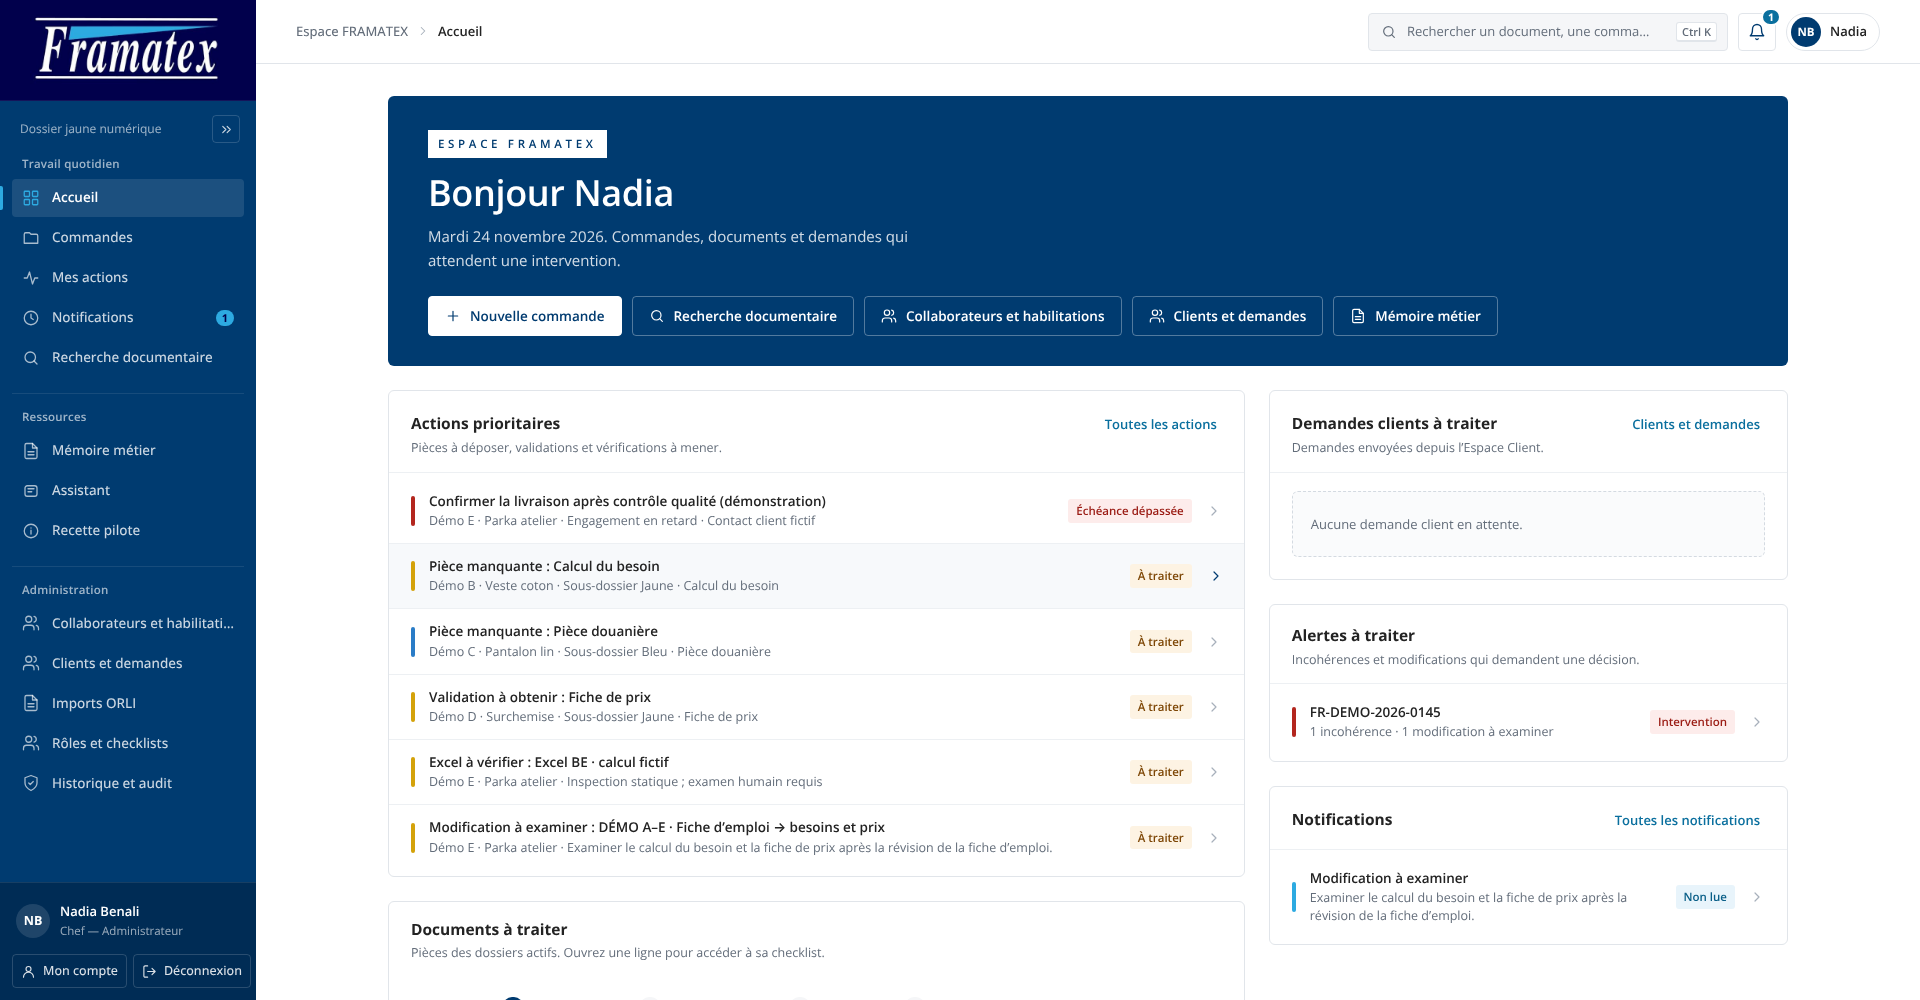 Framatex
Dossier jaune numérique
Travail quotidien
Accueil
Commandes
Mes actions
Notifications 1
Recherche documentaire
Ressources
Mémoire métier
Assistant
Recette pilote
Administration
Collaborateurs et habilitati...
Clients et demandes
Imports ORLI
Rôles et checklists
Historique et audit
NB
Nadia Benali
Chef — Administrateur
Mon compte
Déconnexion
Espace FRAMATEX
Accueil
Rechercher un document, une comma...
Ctrl K
1
NB
Nadia
ESPACE FRAMATEX
Bonjour Nadia
Mardi 24 novembre 2026. Commandes, documents et demandes qui
attendent une intervention.
Nouvelle commande
Recherche documentaire
Collaborateurs et habilitations
Clients et demandes
Mémoire métier
Actions prioritaires
Toutes les actions
Pièces à déposer, validations et vérifications à mener.
Confirmer la livraison après contrôle qualité (démonstration)
Démo E · Parka atelier · Engagement en retard · Contact client fictif
Échéance dépassée
Pièce manquante : Calcul du besoin
Démo B · Veste coton · Sous-dossier Jaune · Calcul du besoin
À traiter
Pièce manquante : Pièce douanière
Démo C · Pantalon lin · Sous-dossier Bleu · Pièce douanière
À traiter
Validation à obtenir : Fiche de prix
Démo D · Surchemise · Sous-dossier Jaune · Fiche de prix
À traiter
Excel à vérifier : Excel BE · calcul fictif
Démo E · Parka atelier · Inspection statique ; examen humain requis
À traiter
Modification à examiner : DÉMO A–E · Fiche d’emploi → besoins et prix
Démo E · Parka atelier · Examiner le calcul du besoin et la fiche de prix après la révision de la fiche d’emploi.
À traiter
Documents à traiter
Pièces des dossiers actifs. Ouvrez une ligne pour accéder à sa checklist.
Demandes clients à traiter
Clients et demandes
Demandes envoyées depuis l’Espace Client.
Aucune demande client en attente.
Alertes à traiter
Incohérences et modifications qui demandent une décision.
FR-DEMO-2026-0145
1 incohérence · 1 modification à examiner
Intervention
Notifications
Toutes les notifications
Modification à examiner
Examiner le calcul du besoin et la fiche de prix après la
révision de la fiche d’emploi.
Non lue